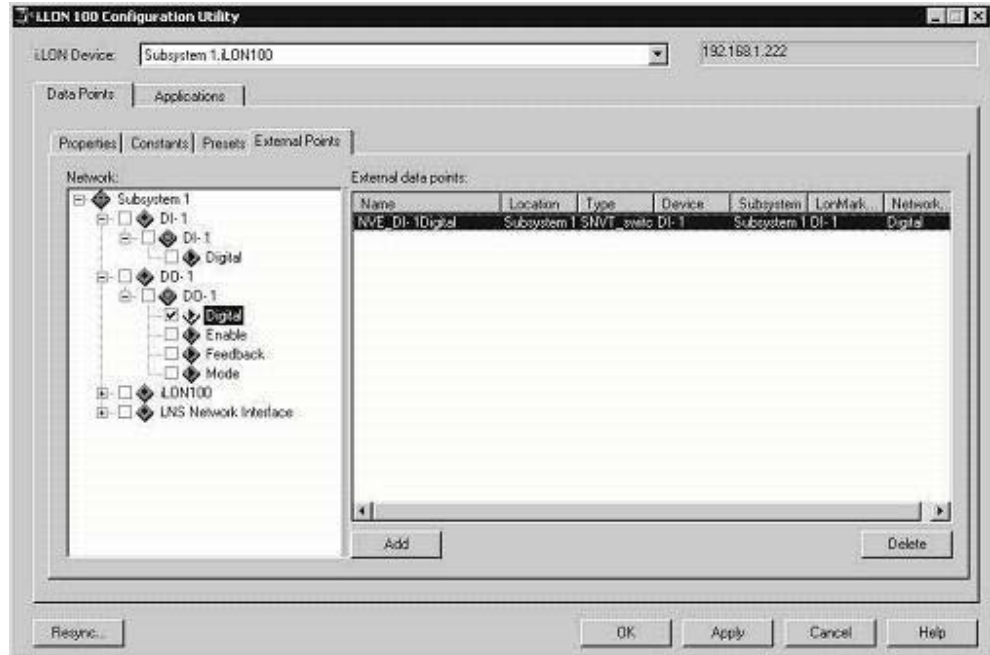 i.LON 100 Configuration Utility
i.LON Device: Subsystem 1.iLON100 192.168.1.222
Data Points Applications
Properties Constants Presets External Points
Network: External data points:
Name Location Type Device Subsystem LonMark... Network...
NVE_DI- 1Digital Subsystem 1 SNVT_switc DI- 1 Subsystem 1 DI- 1 Digital
Subsystem 1
DI- 1
DI- 1
Digital
DO- 1
DO- 1
Digital
Enable
Feedback
Mode
iLON100
LNS Network Interface
Add Delete
Resync... OK Apply Cancel Help